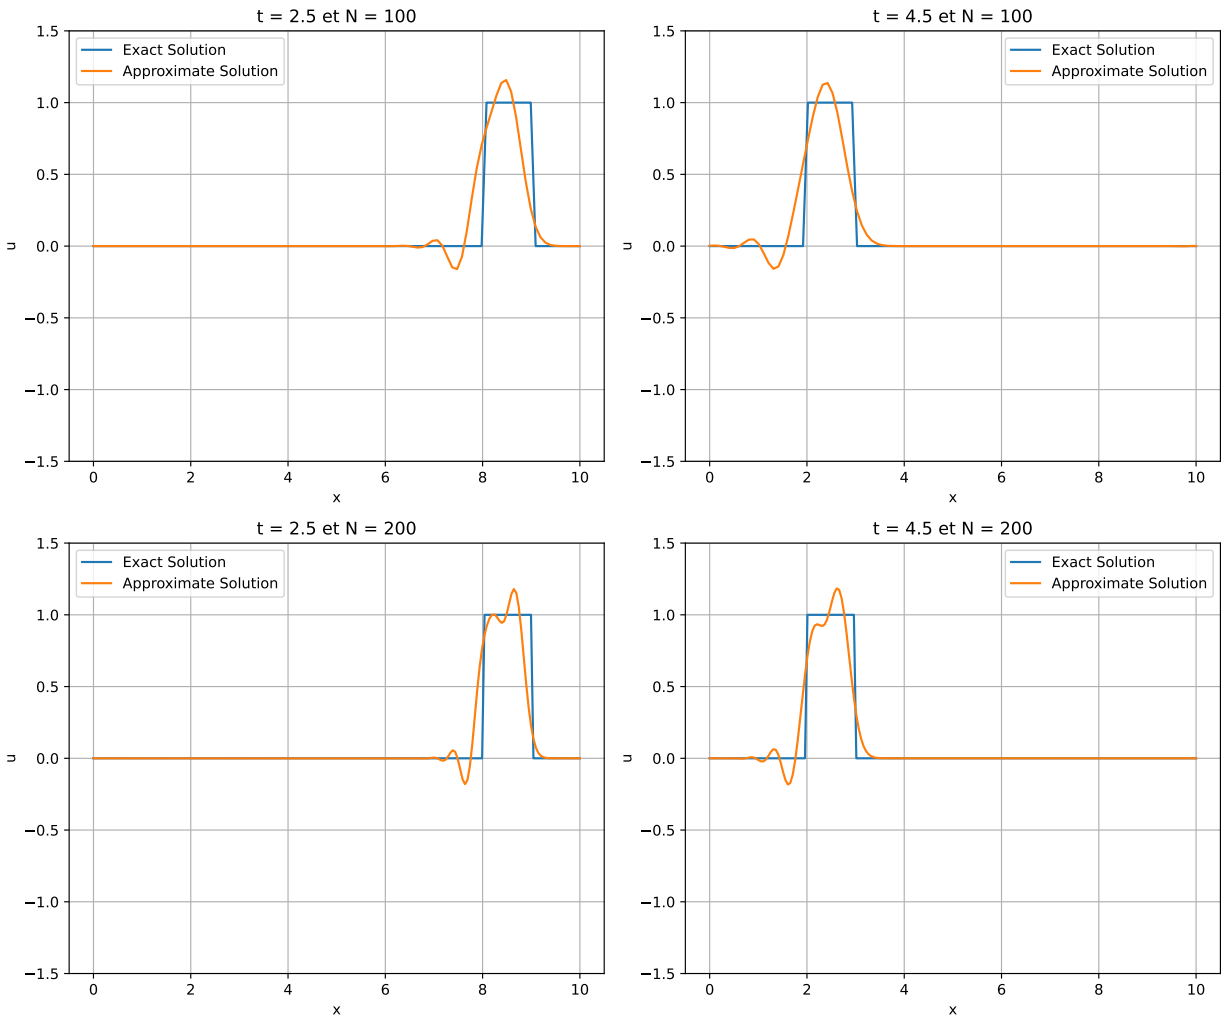 t = 2.5 et N = 100
1.5
1.0
0.5
0.0
−0.5
−1.0
−1.5
u
Exact Solution
Approximate Solution
0 2 4 6 8 10
x
t = 4.5 et N = 100
1.5
1.0
0.5
0.0
−0.5
−1.0
−1.5
u
Exact Solution
Approximate Solution
0 2 4 6 8 10
x
t = 2.5 et N = 200
1.5
1.0
0.5
0.0
−0.5
−1.0
−1.5
u
Exact Solution
Approximate Solution
0 2 4 6 8 10
x
t = 4.5 et N = 200
1.5
1.0
0.5
0.0
−0.5
−1.0
−1.5
u
Exact Solution
Approximate Solution
0 2 4 6 8 10
x